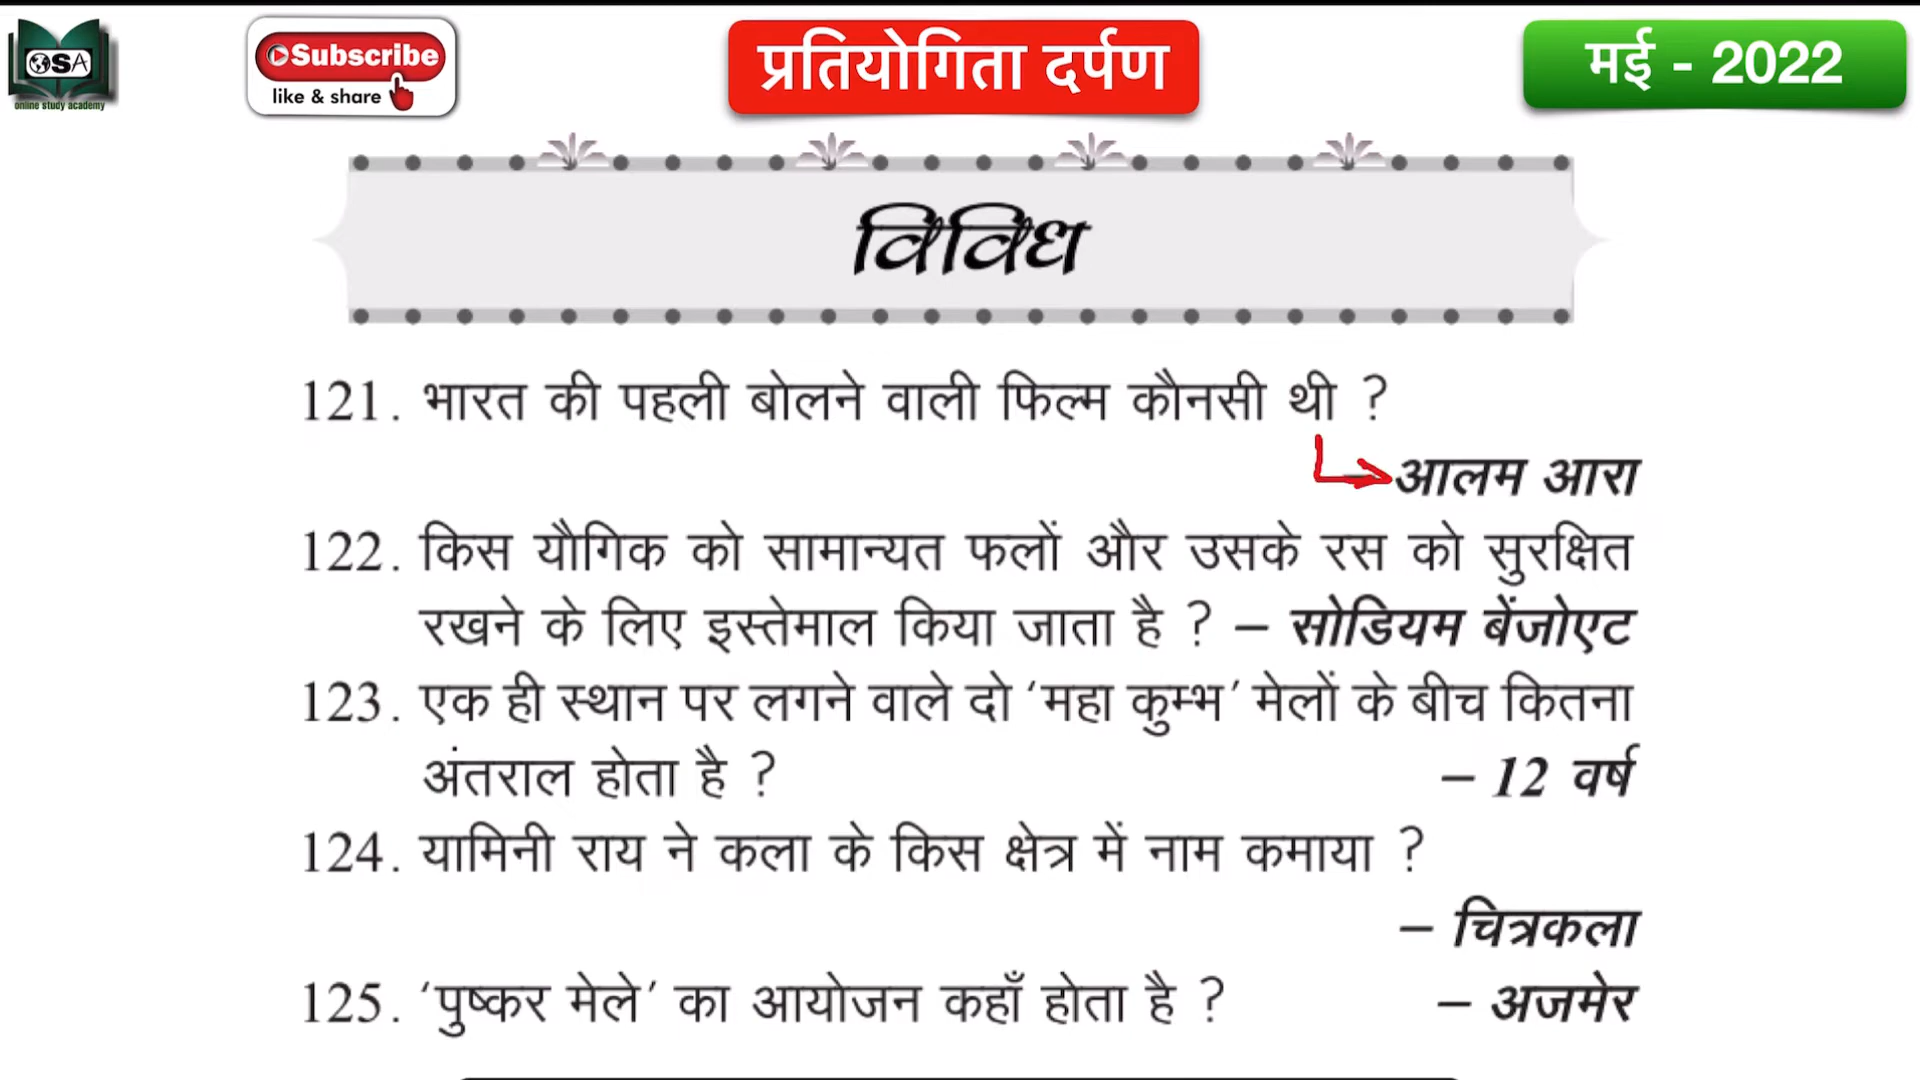 OSA
online study academy
Subscribe
like & share
प्रतियोगिता दर्पण
मई - 2022
विविध
121. भारत की पहली बोलने वाली फिल्म कौनसी थी ?
– आलम आरा
122. किस यौगिक को सामान्यत फलों और उसके रस को सुरक्षित
रखने के लिए इस्तेमाल किया जाता है ? – सोडियम बेंजोएट
123. एक ही स्थान पर लगने वाले दो ‘महा कुम्भ’ मेलों के बीच कितना
अंतराल होता है ? – 12 वर्ष
124. यामिनी राय ने कला के किस क्षेत्र में नाम कमाया ?
– चित्रकला
125. ‘पुष्कर मेले’ का आयोजन कहाँ होता है ? – अजमेर